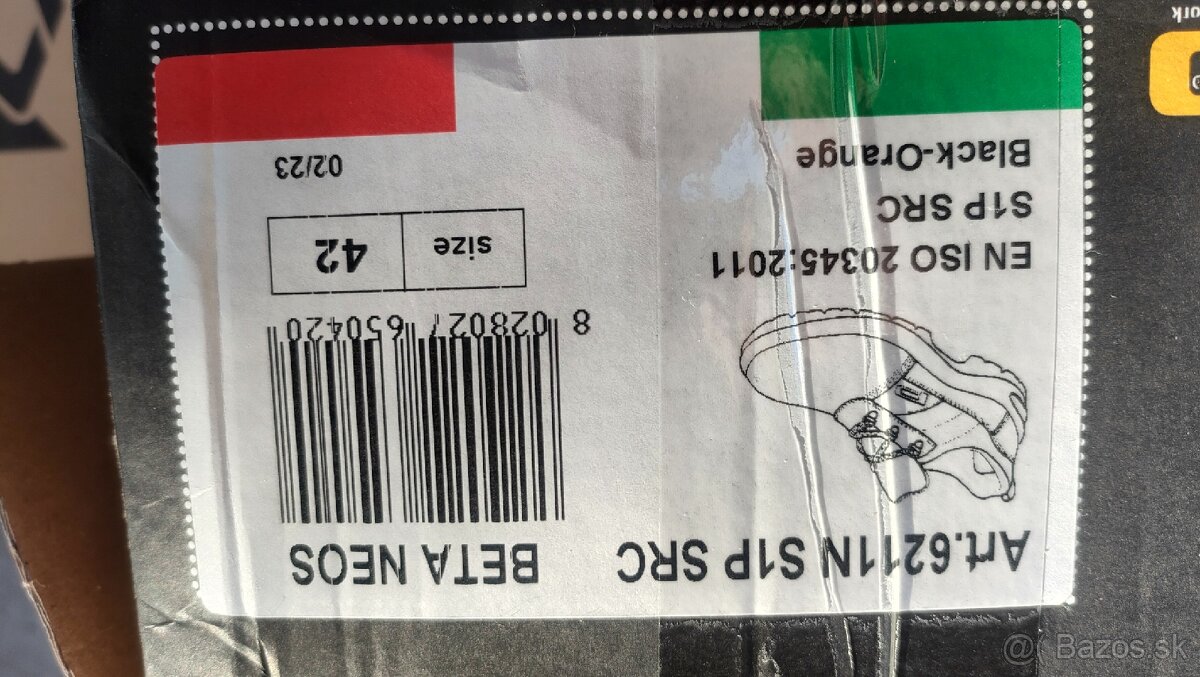 Art.6211N S1P SRC
BETA NEOS
8 028027 650420
EN ISO 20345:2011
size 42
S1P SRC
Black-Orange
02/23
@ Bazos.sk